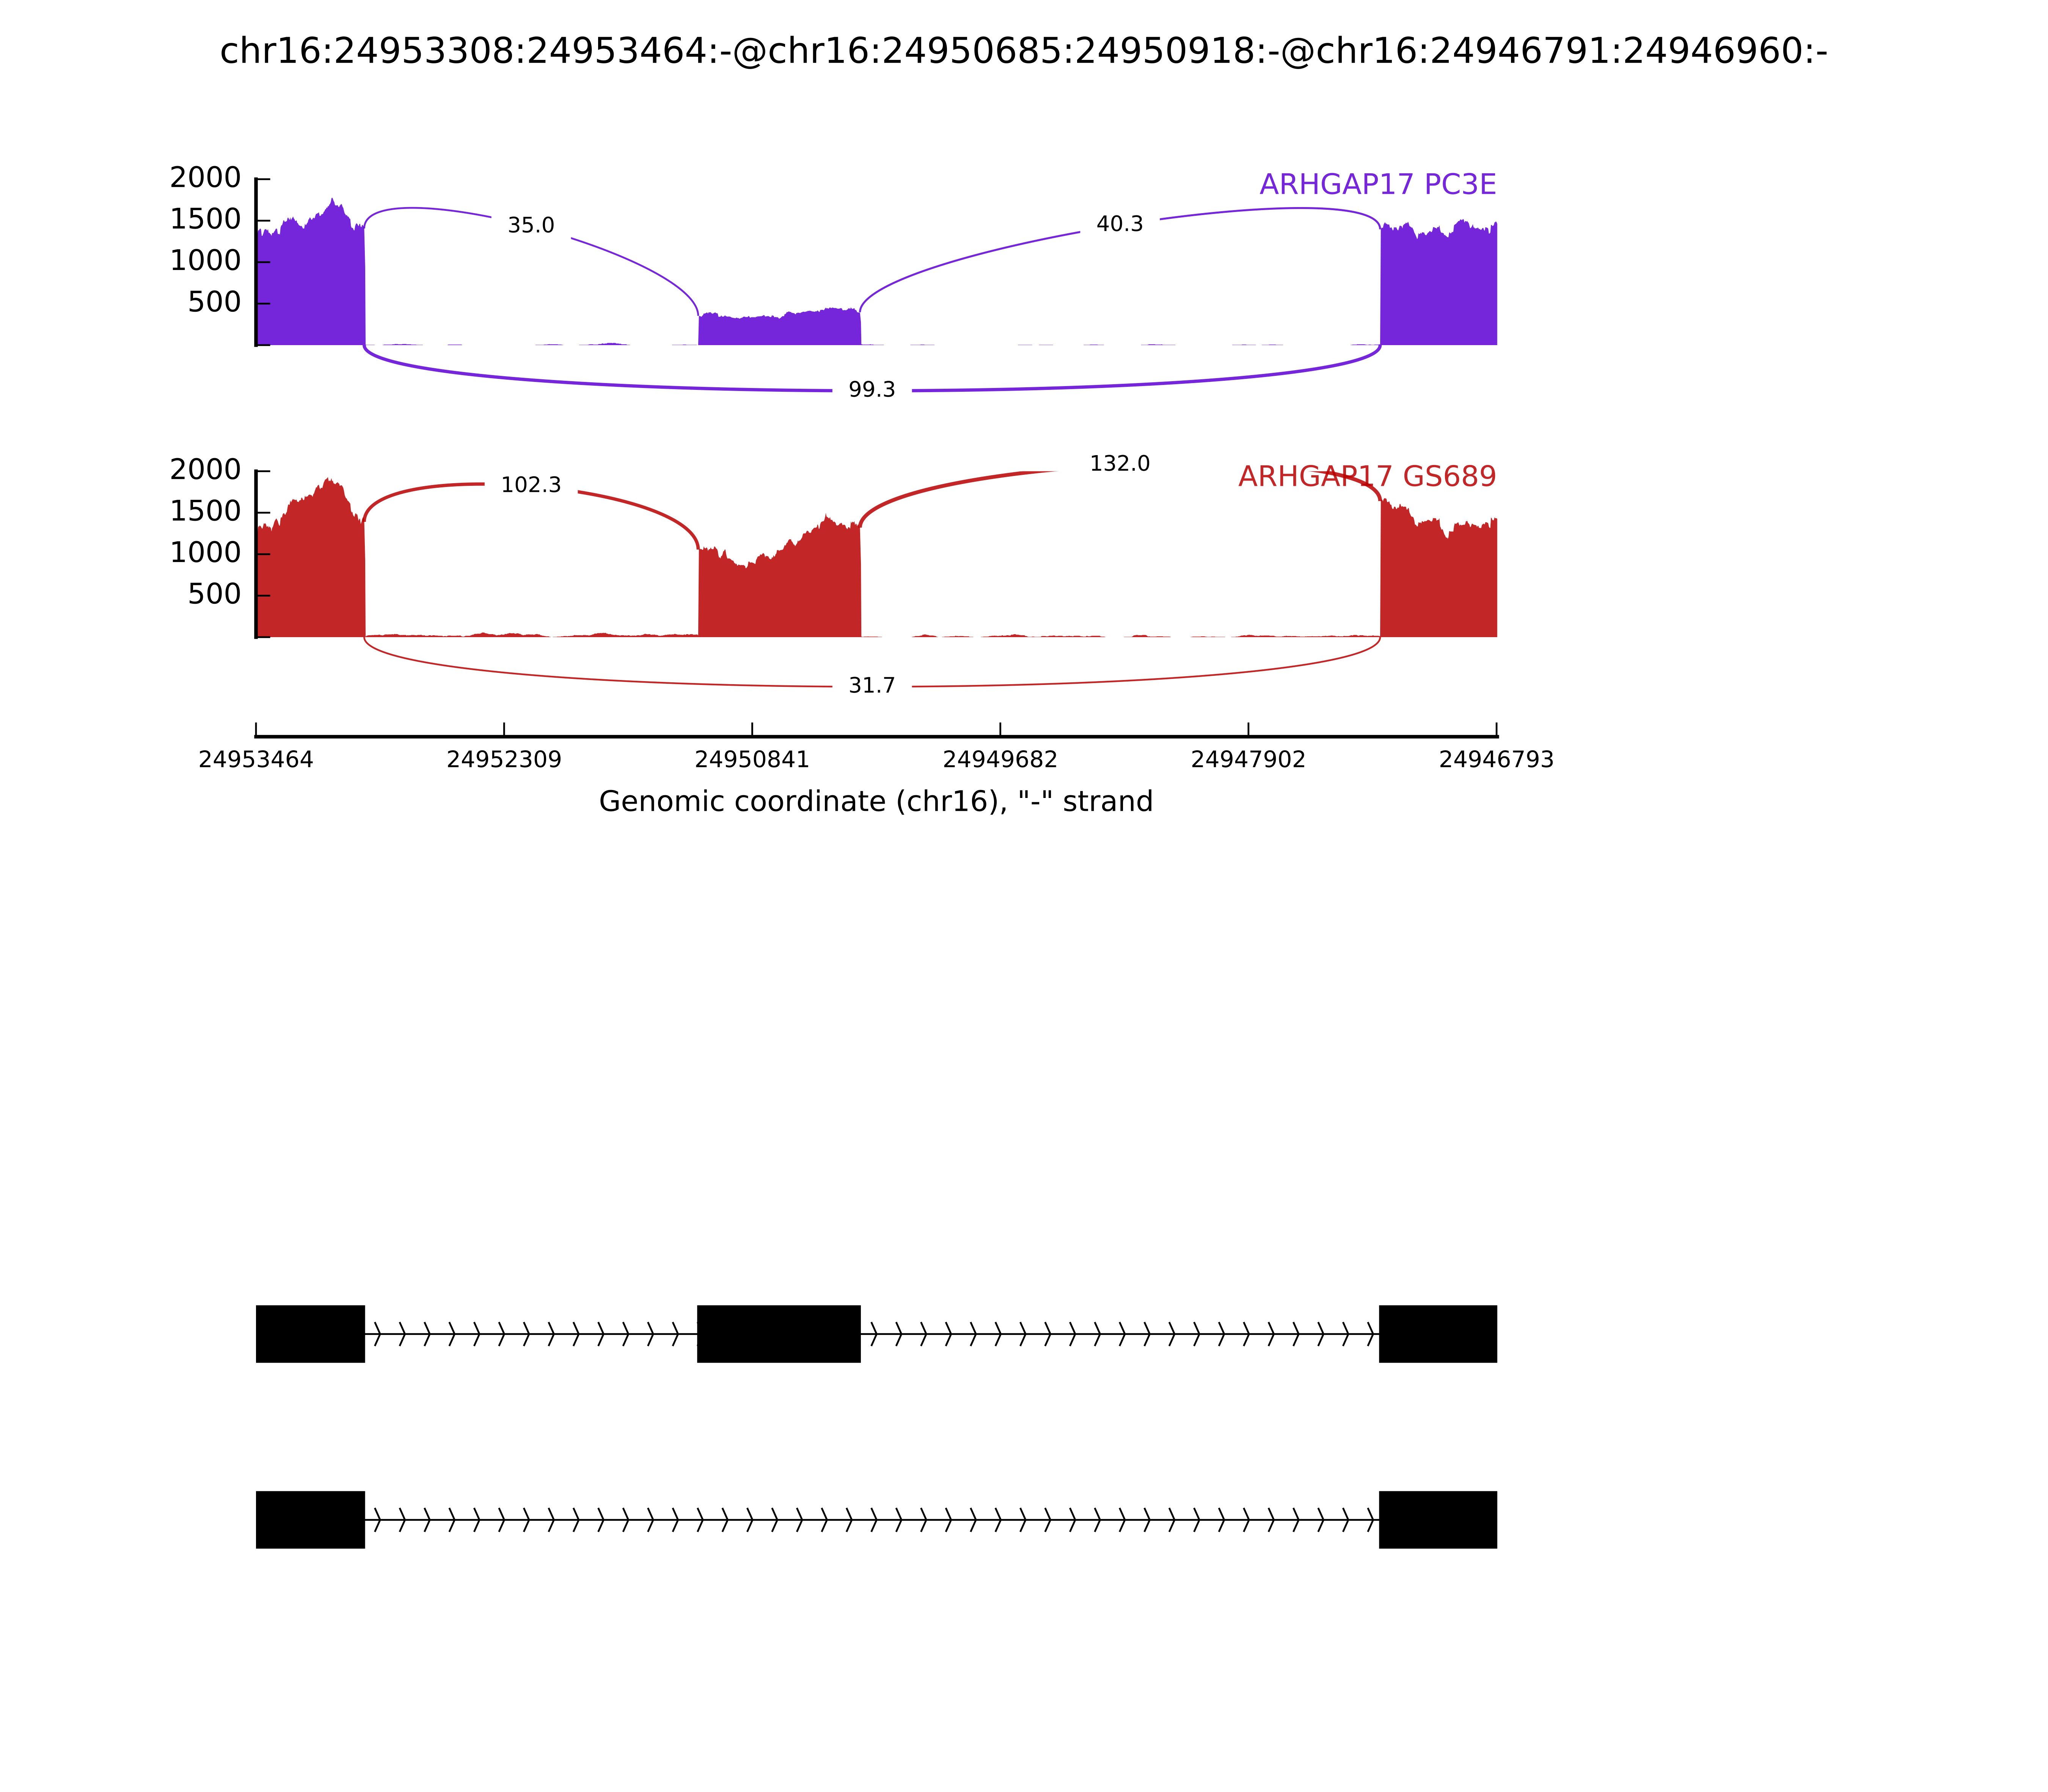 chr16:24953308:24953464:-@chr16:24950685:24950918:-@chr16:24946791:24946960:-
2000
1500
1000
500
ARHGAP17 PC3E
35.0
40.3
99.3
2000
1500
1000
500
ARHGAP17 GS689
102.3
132.0
31.7
24953464 24952309 24950841 24949682 24947902 24946793
Genomic coordinate (chr16), "-" strand